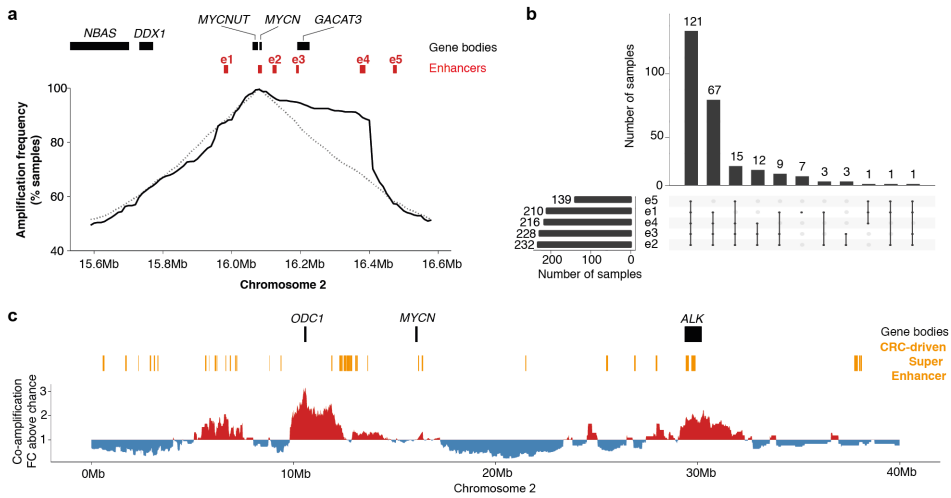 a
MYCNUT MYCN GACAT3
NBAS DDX1
Gene bodies
e1 e2 e3 e4 e5
Enhancers
Amplification frequency
(% samples)
100
80
60
40
15.6Mb 15.8Mb 16.0Mb 16.2Mb 16.4Mb 16.6Mb
Chromosome 2
b
Number of samples
100
50
0
121
67
15 12 9 7 3 3 1 1 1
139 e5
210 e1
216 e4
228 e3
232 e2
200 100 0
Number of samples
c
ODC1 MYCN ALK
Gene bodies
CRC-driven
Super
Enhancer
Co-amplification
FC above chance
3
2
1
0Mb 10Mb 20Mb 30Mb 40Mb
Chromosome 2